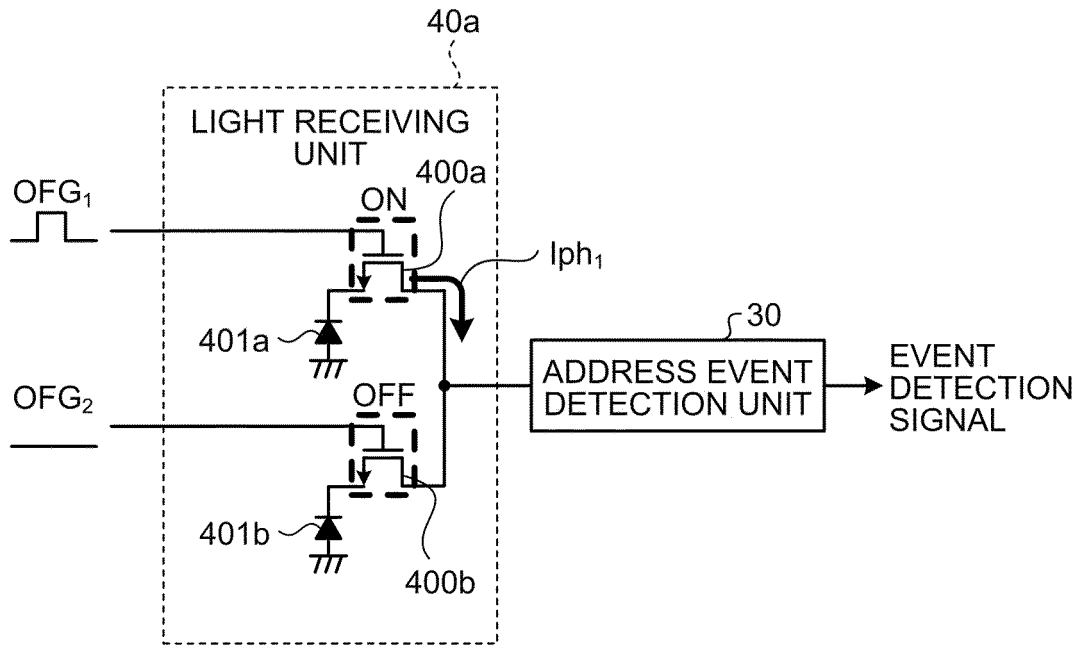 40a
LIGHT RECEIVING
UNIT
400a
OFG₁
ON
Iph₁
401a
30
ADDRESS EVENT
DETECTION UNIT
EVENT
DETECTION
SIGNAL
OFG₂
OFF
401b
400b